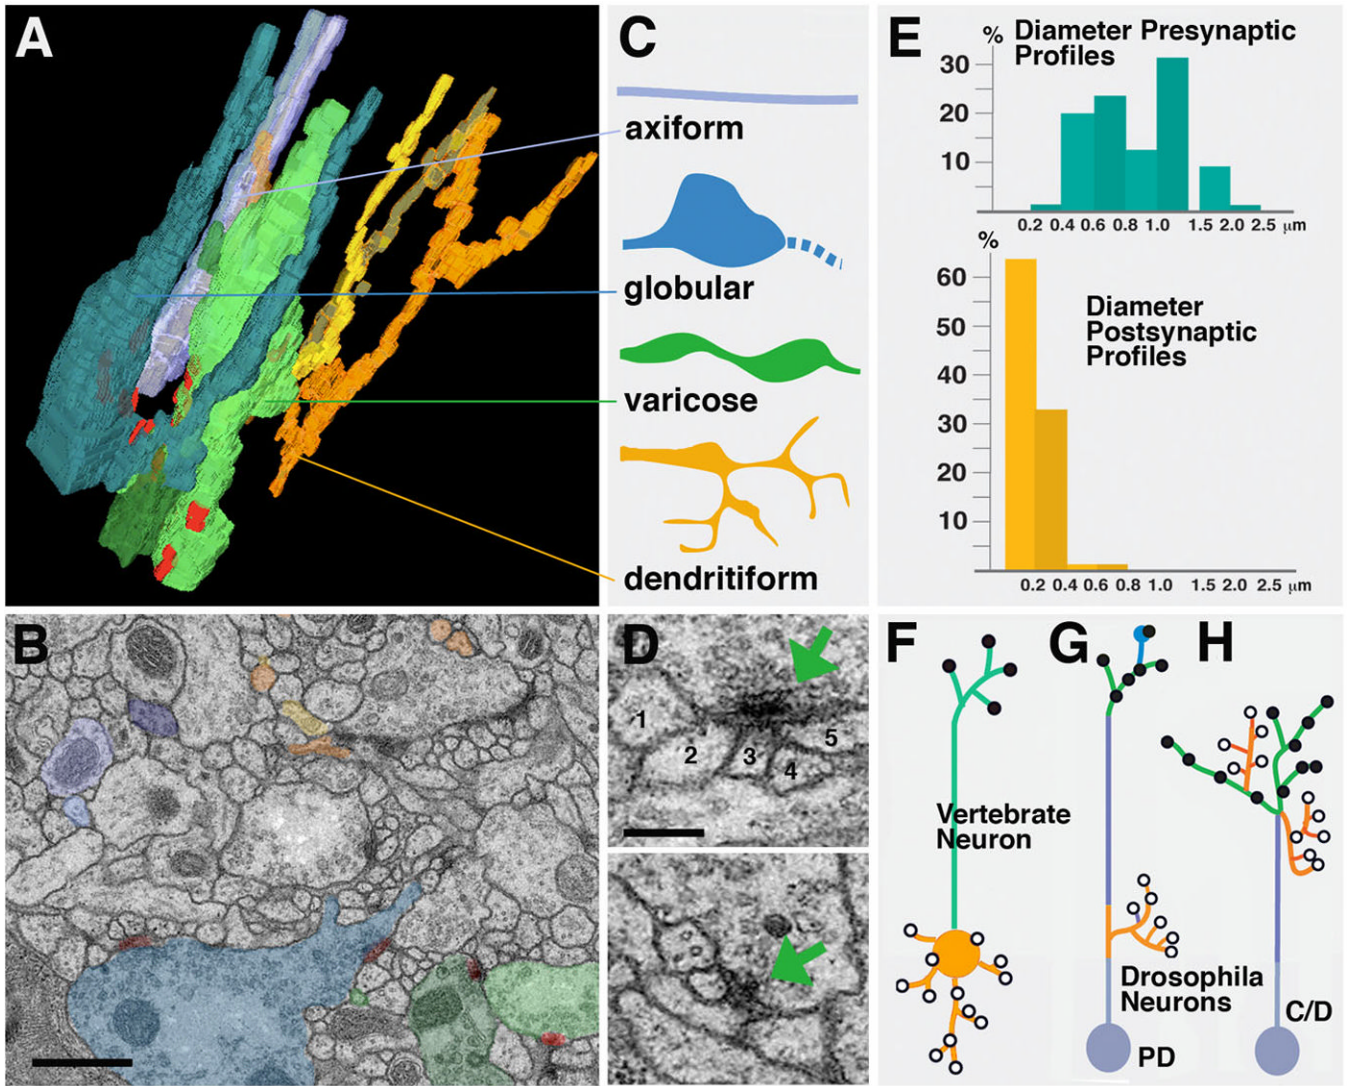 A
C
axiform
globular
varicose
dendritiform
E
%
Diameter Presynaptic
Profiles
30
20
10
0.2 0.4 0.6 0.8 1.0 1.5 2.0 2.5 μm
%
60
50
40
30
20
10
Diameter
Postsynaptic
Profiles
0.2 0.4 0.6 0.8 1.0 1.5 2.0 2.5 μm
B
D
1
2
3
4
5
F
G
H
Vertebrate
Neuron
Drosophila
Neurons
PD
C/D